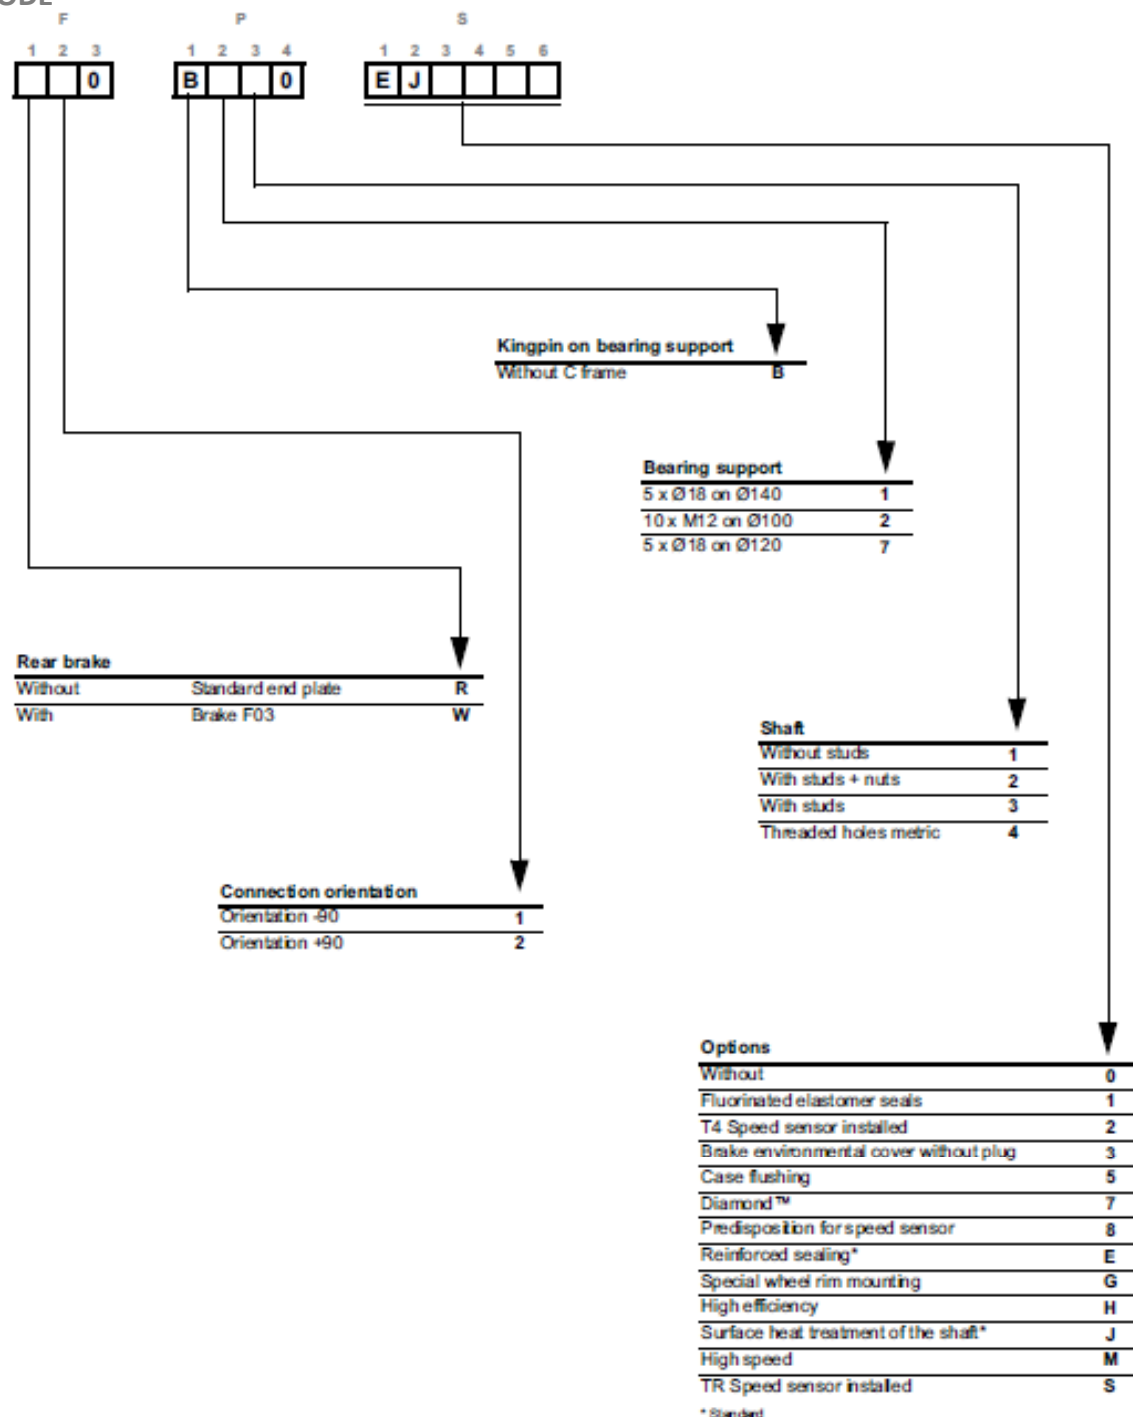 ODE
F P S
1 2 3 1 2 3 4 1 2 3 4 5 6
0 B 0 E J
Kingpin on bearing support
Without C frame B
Bearing support
5 x Ø18 on Ø140 1
10 x M12 on Ø100 2
5 x Ø18 on Ø120 7
Rear brake
Without Standard end plate R
With Brake F03 W
Shaft
Without studs 1
With studs + nuts 2
With studs 3
Threaded holes metric 4
Connection orientation
Orientation -90 1
Orientation +90 2
Options
Without 0
Fluorinated elastomer seals 1
T4 Speed sensor installed 2
Brake environmental cover without plug 3
Case flushing 5
Diamond™ 7
Predisposition for speed sensor 8
Reinforced sealing* E
Special wheel rim mounting G
High efficiency H
Surface heat treatment of the shaft* J
High speed M
TR Speed sensor installed S
* Standard